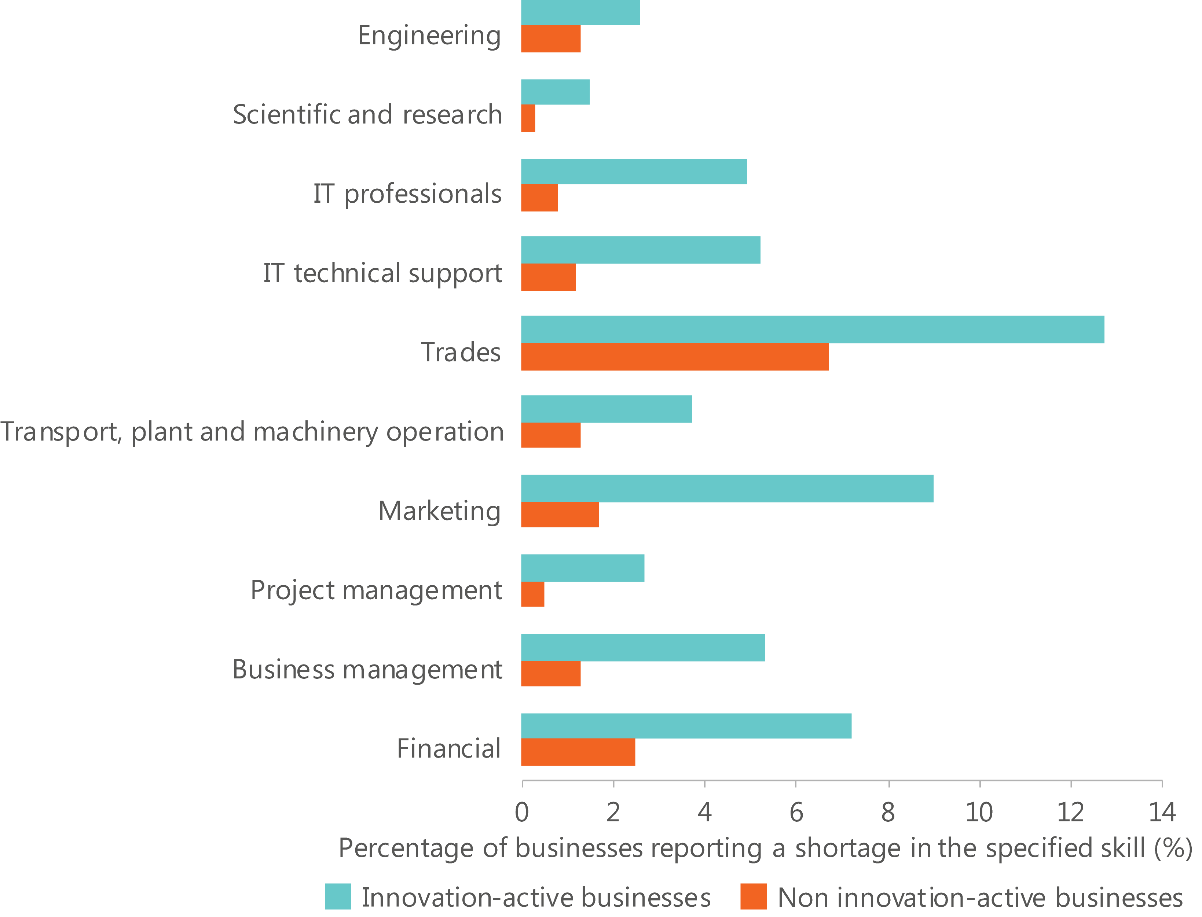 Engineering
Scientific and research
IT professionals
IT technical support
Trades
Transport, plant and machinery operation
Marketing
Project management
Business management
Financial
0 2 4 6 8 10 12 14
Percentage of businesses reporting a shortage in the specified skill (%)
Innovation-active businesses Non innovation-active businesses